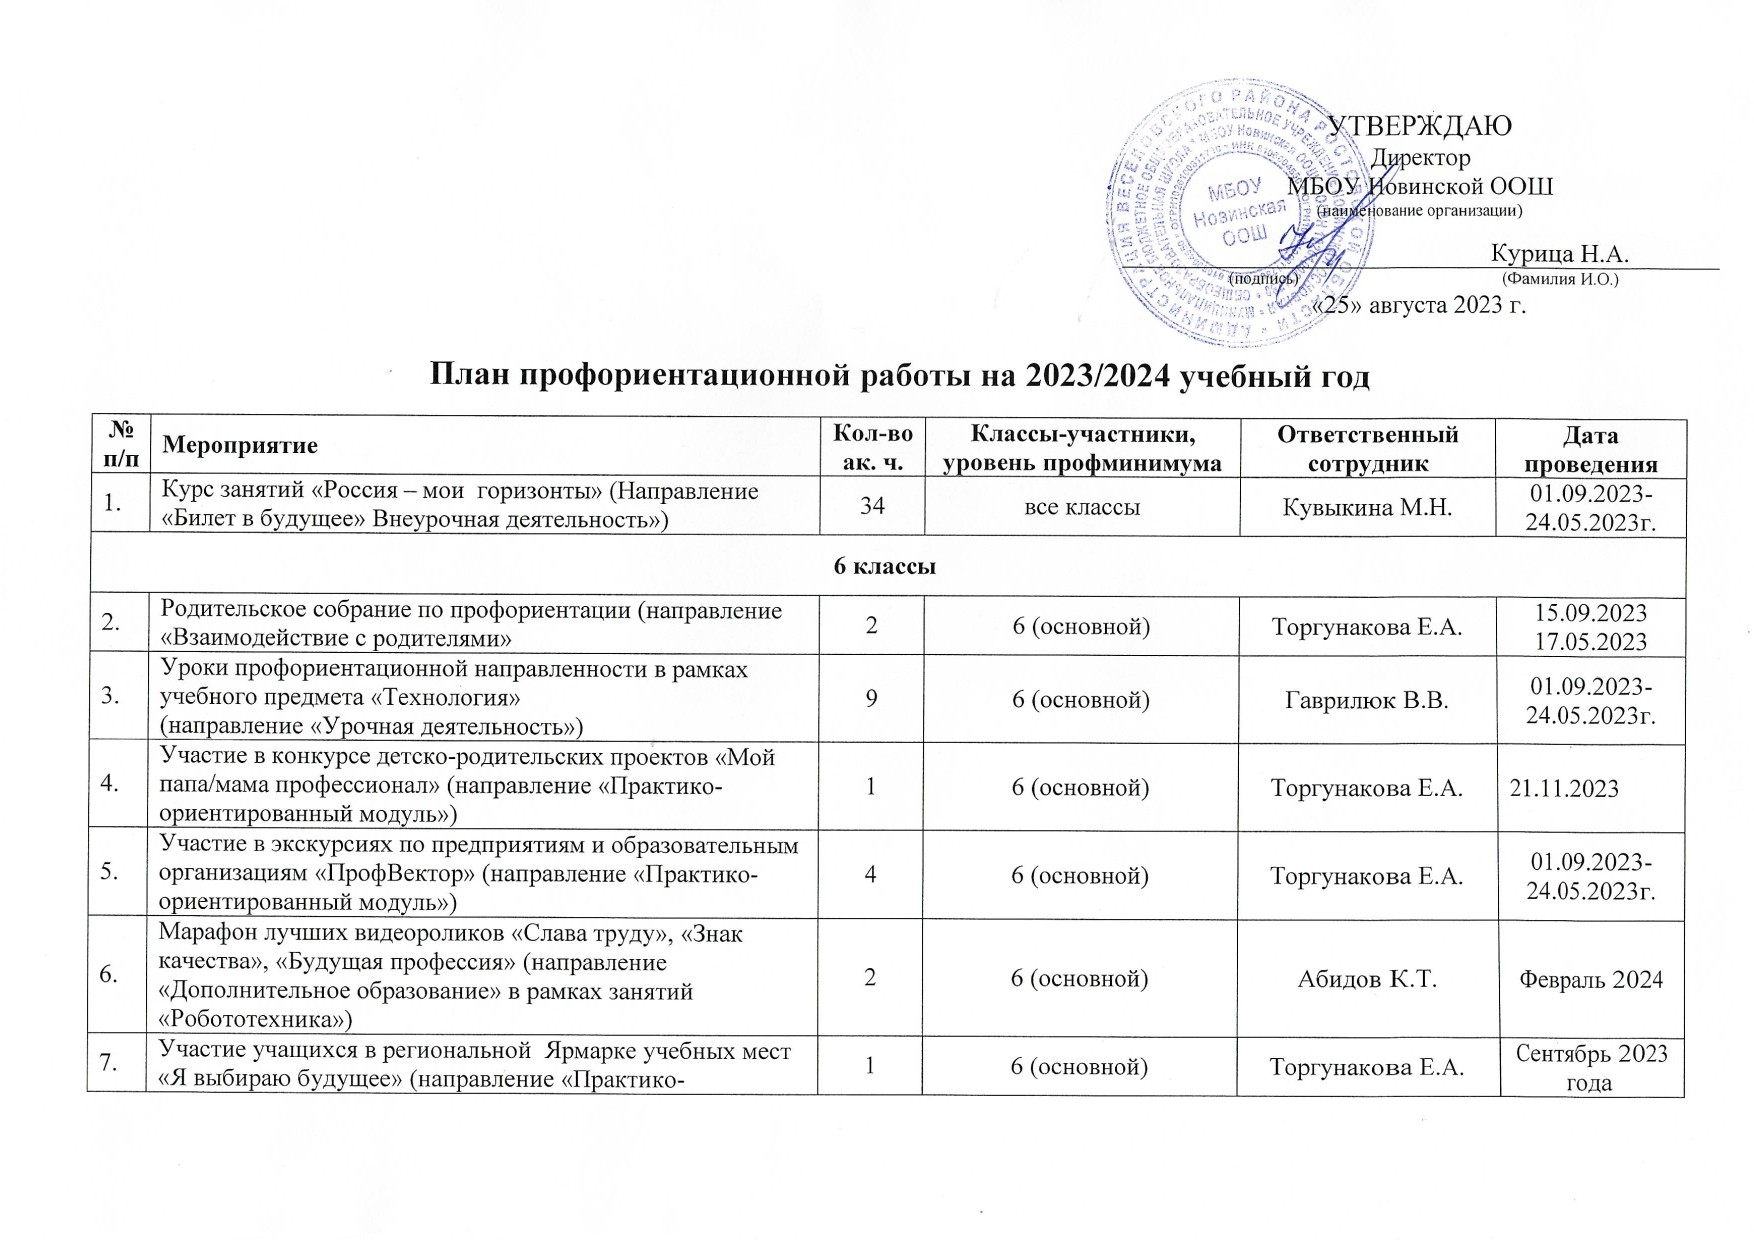 УТВЕРЖДАЮ
Директор
МБОУ Новинской ООШ
(наименование организации)
Курица Н.А.
(подпись) (Фамилия И.О.)
«25» августа 2023 г.
МБОУ
Новинская
ООШ
План профориентационной работы на 2023/2024 учебный год
№ п/п
Мероприятие
Кол-во
ак. ч.
Классы-участники,
уровень профминимума
Ответственный
сотрудник
Дата
проведения
1.
Курс занятий «Россия – мои горизонты» (Направление
«Билет в будущее» Внеурочная деятельность»)
34
все классы
Кувыкина М.Н.
01.09.2023-
24.05.2023г.
6 классы
2.
Родительское собрание по профориентации (направление
«Взаимодействие с родителями»
2
6 (основной)
Торгунакова Е.А.
15.09.2023
17.05.2023
3.
Уроки профориентационной направленности в рамках
учебного предмета «Технология»
(направление «Урочная деятельность»)
9
6 (основной)
Гаврилюк В.В.
01.09.2023-
24.05.2023г.
4.
Участие в конкурсе детско-родительских проектов «Мой
папа/мама профессионал» (направление «Практико-
ориентированный модуль»)
1
6 (основной)
Торгунакова Е.А.
21.11.2023
5.
Участие в экскурсиях по предприятиям и образовательным
организациям «ПрофВектор» (направление «Практико-
ориентированный модуль»)
4
6 (основной)
Торгунакова Е.А.
01.09.2023-
24.05.2023г.
6.
Марафон лучших видеороликов «Слава труду», «Знак
качества», «Будущая профессия» (направление
«Дополнительное образование» в рамках занятий
«Робототехника»)
2
6 (основной)
Абидов К.Т.
Февраль 2024
7.
Участие учащихся в региональной Ярмарке учебных мест
«Я выбираю будущее» (направление «Практико-
1
6 (основной)
Торгунакова Е.А.
Сентябрь 2023
года